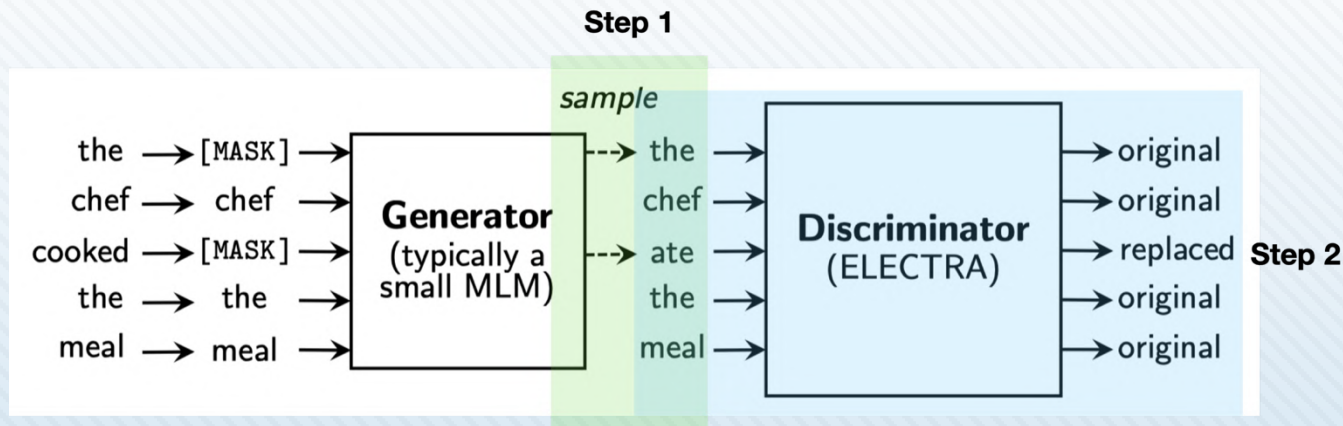 Step 1
sample
the [MASK] the original
chef chef chef original
Generator
Discriminator
cooked [MASK] (typically a ate (ELECTRA) replaced Step 2
small MLM)
the the the original
meal meal meal original